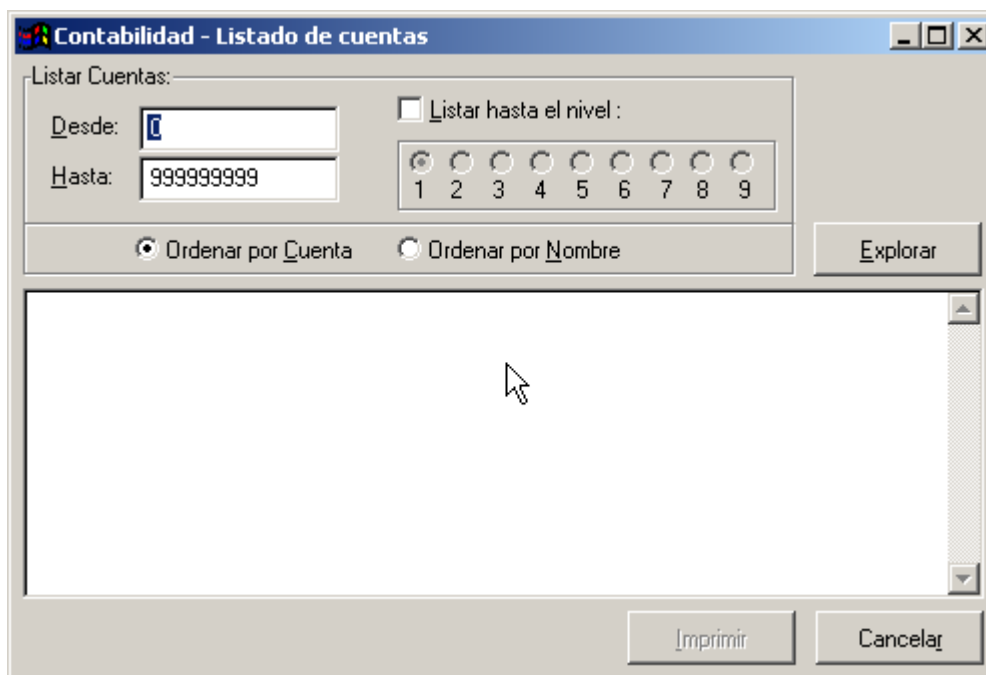 Contabilidad - Listado de cuentas
Listar Cuentas:
Desde: 0
Hasta: 999999999
Listar hasta el nivel :
1 2 3 4 5 6 7 8 9
Ordenar por Cuenta Ordenar por Nombre
Explorar
Imprimir Cancelar